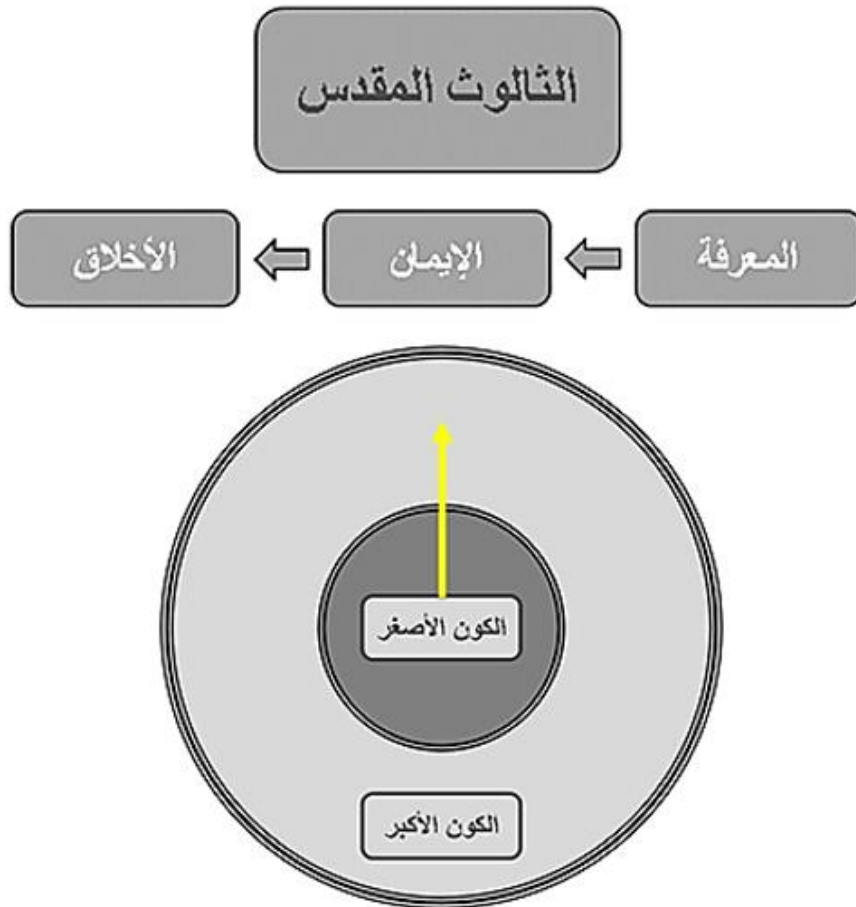 الثالوث المقدس
المعرفة
الإيمان
الأخلاق
الكون الأصغر
الكون الأكبر